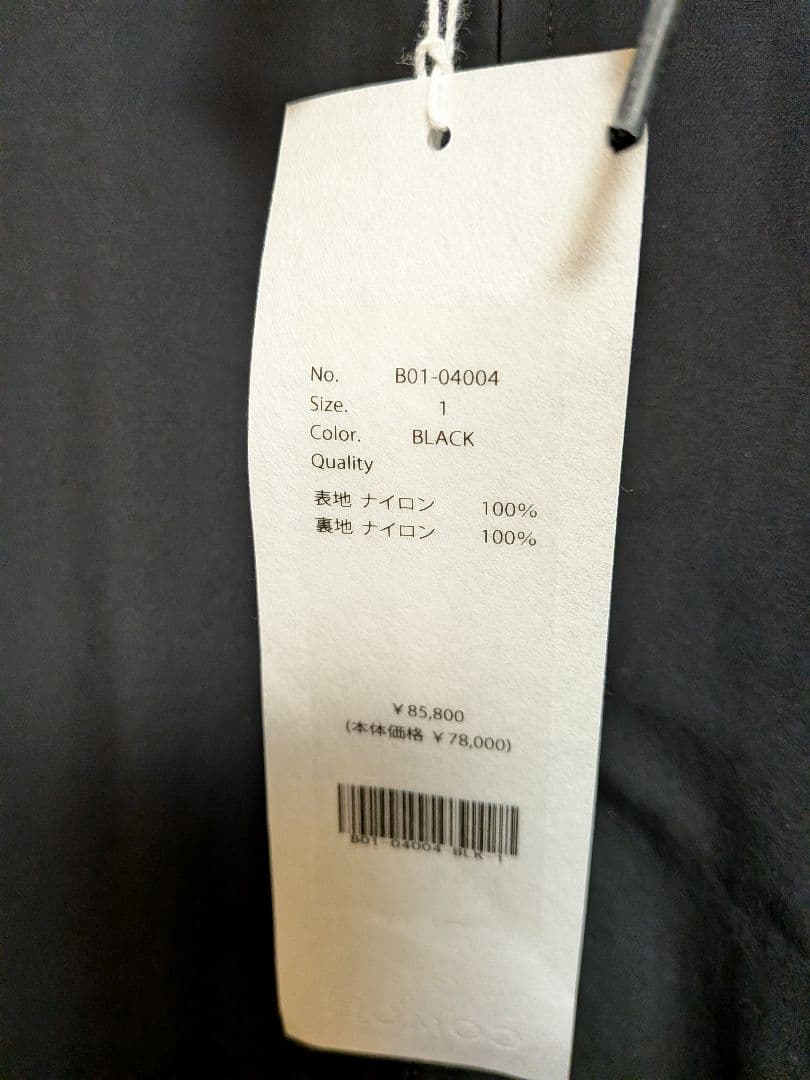 No. B01-04004
Size. 1
Color. BLACK
Quality
表地 ナイロン 100%
裏地 ナイロン 100%
¥85,800
(本体価格 ¥78,000)
B01-04004 BLK 1